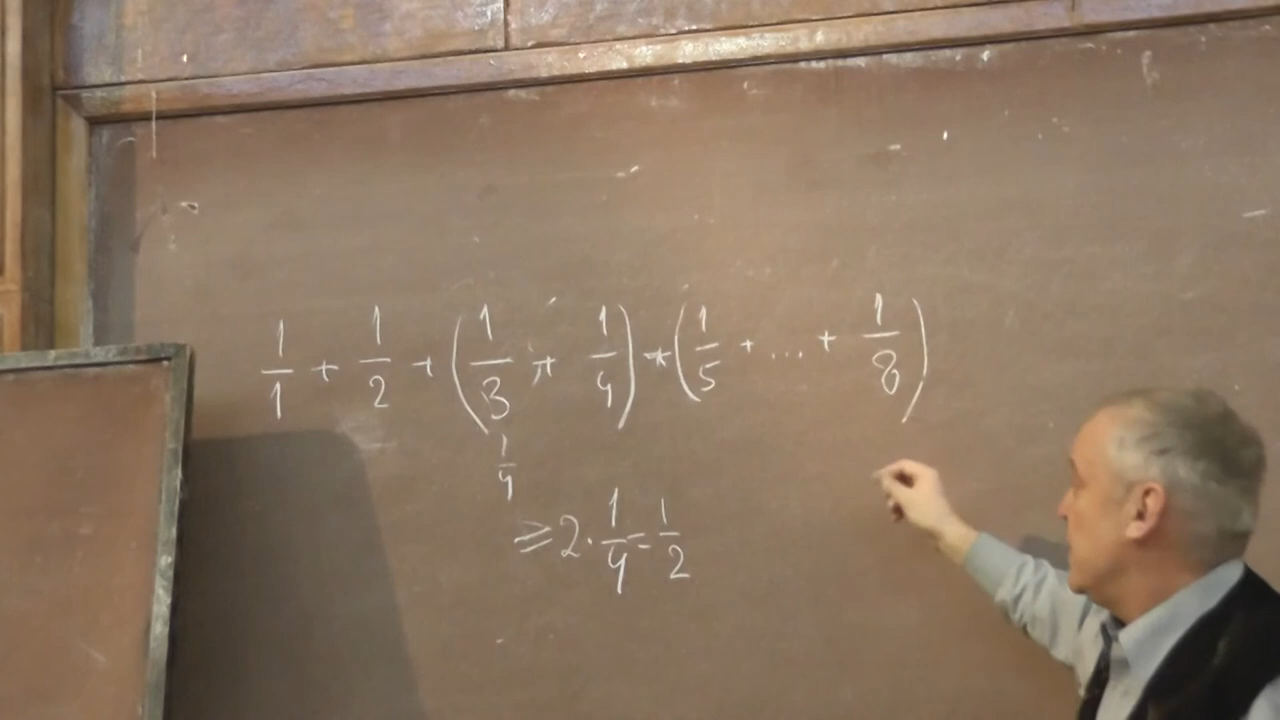 1/1 + 1/2 + (1/3 + 1/4) + (1/5 + ... + 1/8)
1/4
≥ 2 · 1/4 = 1/2